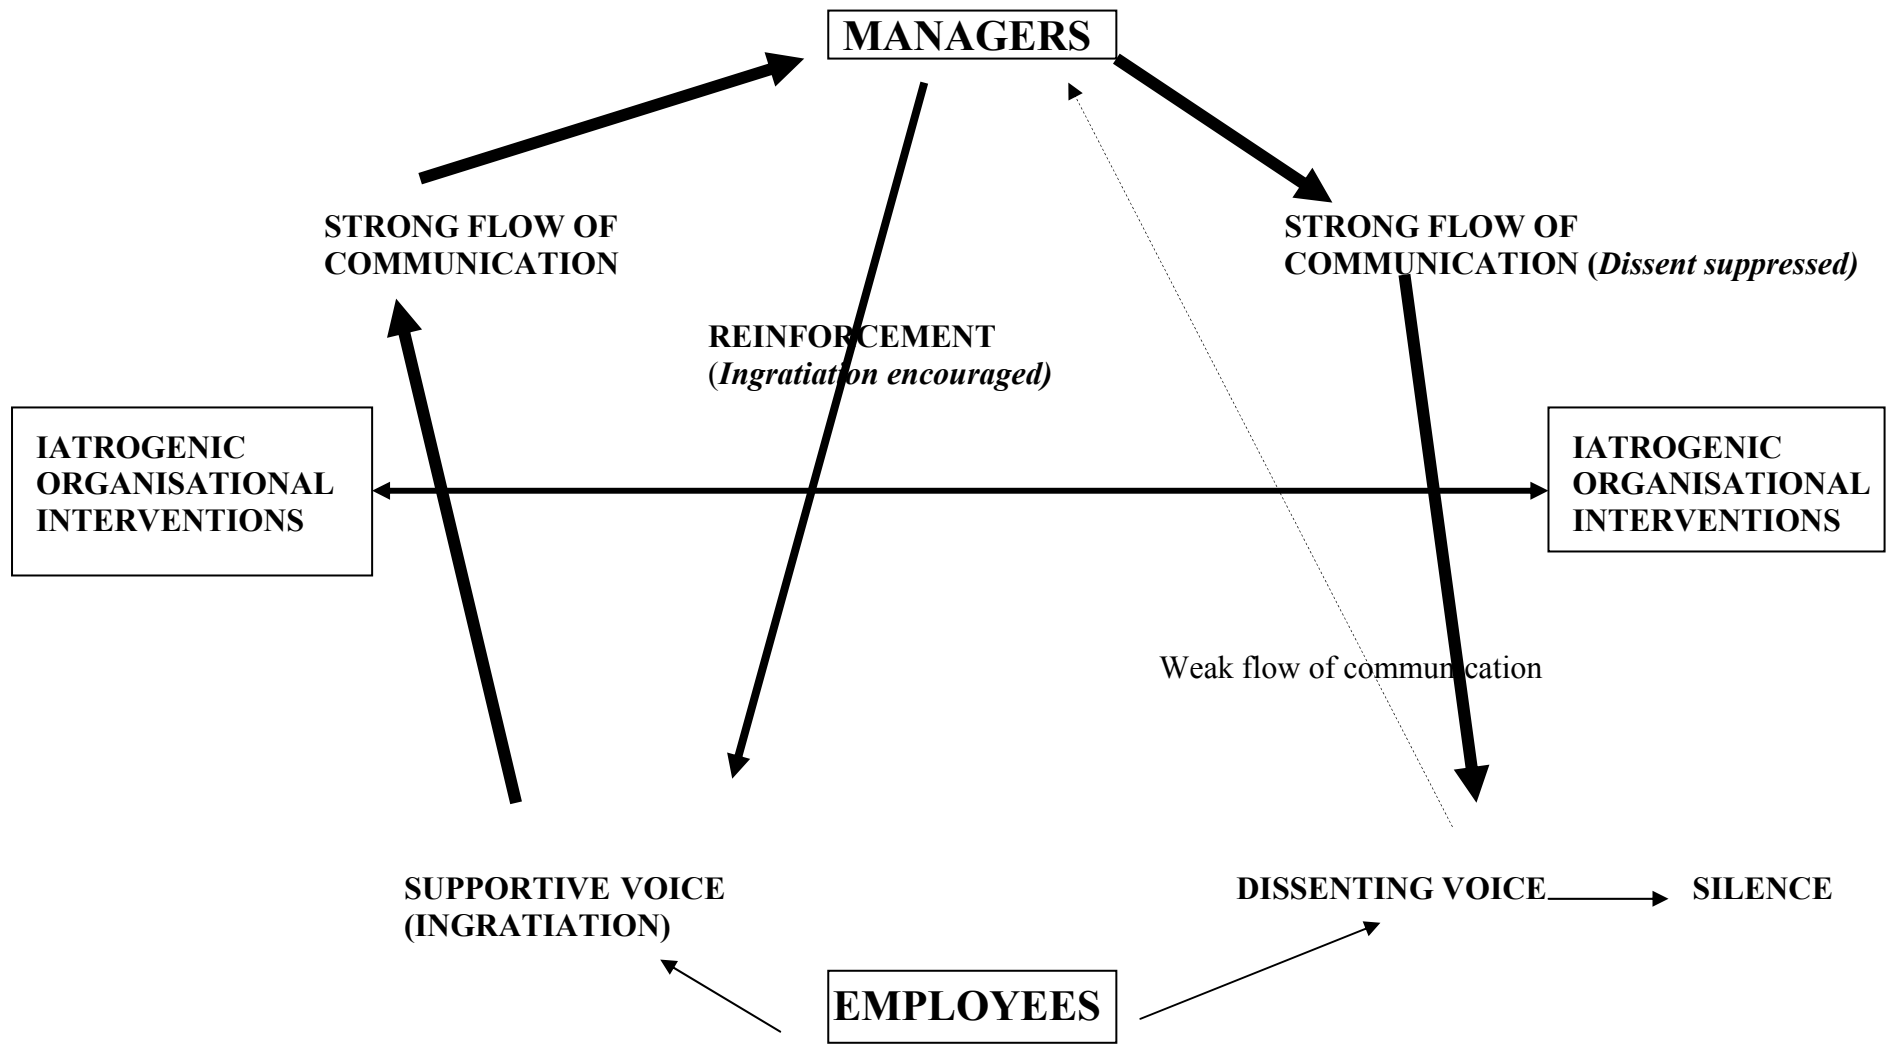 MANAGERS
STRONG FLOW OF
COMMUNICATION
STRONG FLOW OF
COMMUNICATION (Dissent suppressed)
REINFORCEMENT
(Ingratiation encouraged)
IATROGENIC
ORGANISATIONAL
INTERVENTIONS
IATROGENIC
ORGANISATIONAL
INTERVENTIONS
Weak flow of communication
SUPPORTIVE VOICE
(INGRATIATION)
DISSENTING VOICE
SILENCE
EMPLOYEES